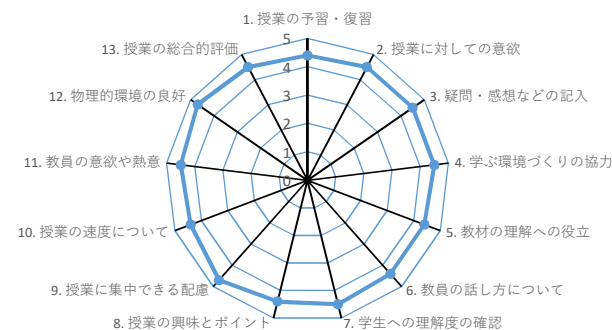 1. 授業の予習・復習
2. 授業に対しての意欲
3. 疑問・感想などの記入
4. 学ぶ環境づくりの協力
5. 教材の理解への役立
6. 教員の話し方について
7. 学生への理解度の確認
8. 授業の興味とポイント
9. 授業に集中できる配慮
10. 授業の速度について
11. 教員の意欲や熱意
12. 物理的環境の良好
13. 授業の総合的評価
5
4
3
2
1
0